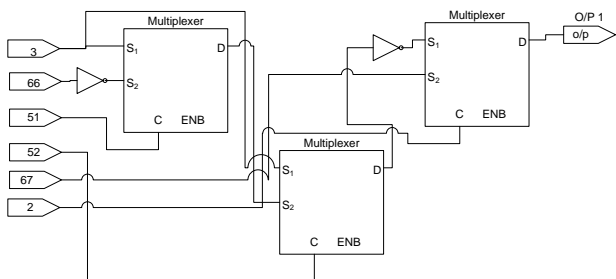 Multiplexer
Multiplexer
O/P 1
3
S1
D
S1
D
o/p
66
S2
S2
51
C ENB
C ENB
52
Multiplexer
67
S1
D
2
S2
C ENB